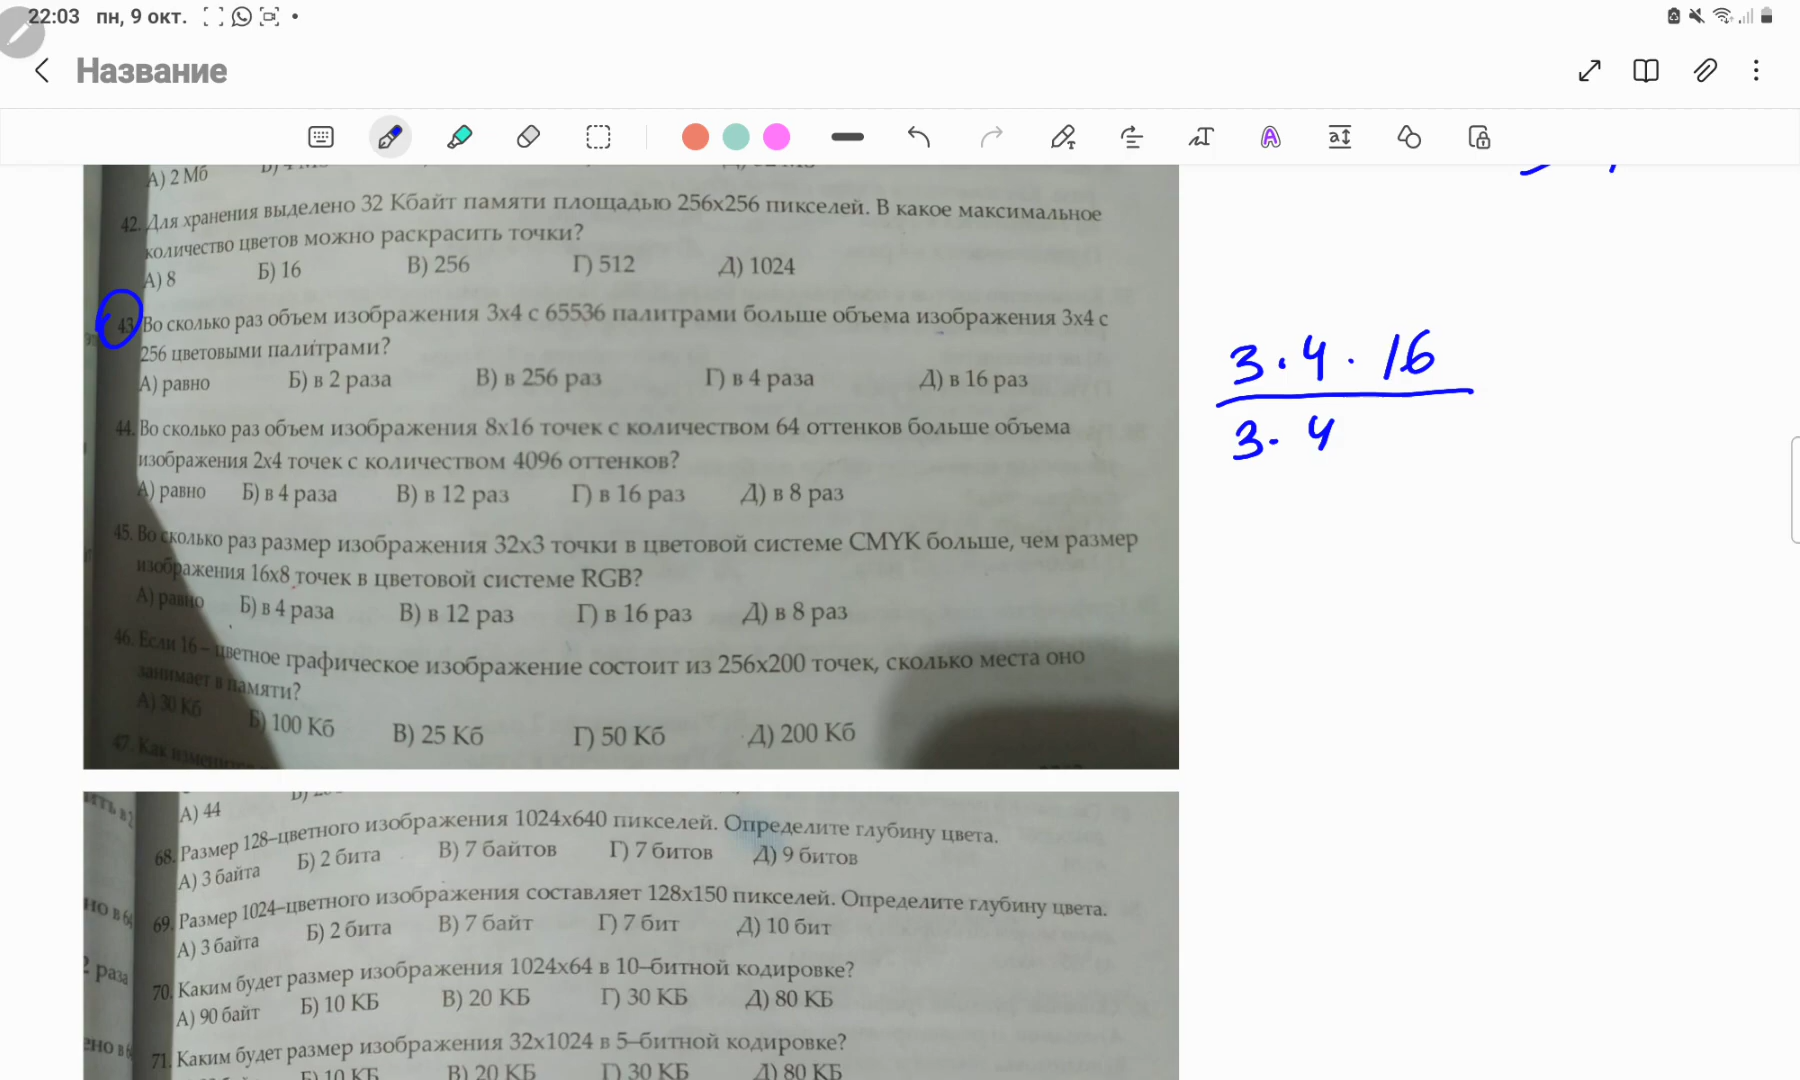 22:03 пн, 9 окт.
Название
А) 2 Мб
42. Для хранения выделено 32 Кбайт памяти площадью 256х256 пикселей. В какое максимальное
количество цветов можно раскрасить точки?
А) 8 Б) 16 В) 256 Г) 512 Д) 1024
43. Во сколько раз объем изображения 3х4 с 65536 палитрами больше объема изображения 3х4 с
256 цветовыми палитрами?
А) равно Б) в 2 раза В) в 256 раз Г) в 4 раза Д) в 16 раз
44. Во сколько раз объем изображения 8х16 точек с количеством 64 оттенков больше объема
изображения 2х4 точек с количеством 4096 оттенков?
А) равно Б) в 4 раза В) в 12 раз Г) в 16 раз Д) в 8 раз
45. Во сколько раз размер изображения 32х3 точки в цветовой системе CMYK больше, чем размер
изображения 16х8 точек в цветовой системе RGB?
А) равно Б) в 4 раза В) в 12 раз Г) в 16 раз Д) в 8 раз
46. Если 16–цветное графическое изображение состоит из 256х200 точек, сколько места оно
занимает в памяти?
А) 30 Кб Б) 100 Кб В) 25 Кб Г) 50 Кб Д) 200 Кб
47. Как
3 · 4 · 16
3 · 4
А) 44
68. Размер 128–цветного изображения 1024х640 пикселей. Определите глубину цвета.
А) 3 байта Б) 2 бита В) 7 байтов Г) 7 битов Д) 9 битов
69. Размер 1024–цветного изображения составляет 128х150 пикселей. Определите глубину цвета.
А) 3 байта Б) 2 бита В) 7 байт Г) 7 бит Д) 10 бит
70. Каким будет размер изображения 1024х64 в 10–битной кодировке?
А) 90 байт Б) 10 КБ В) 20 КБ Г) 30 КБ Д) 80 КБ
71. Каким будет размер изображения 32х1024 в 5–битной кодировке?
Б) 10 КБ В) 20 КБ Г) 30 КБ Д) 80 КБ